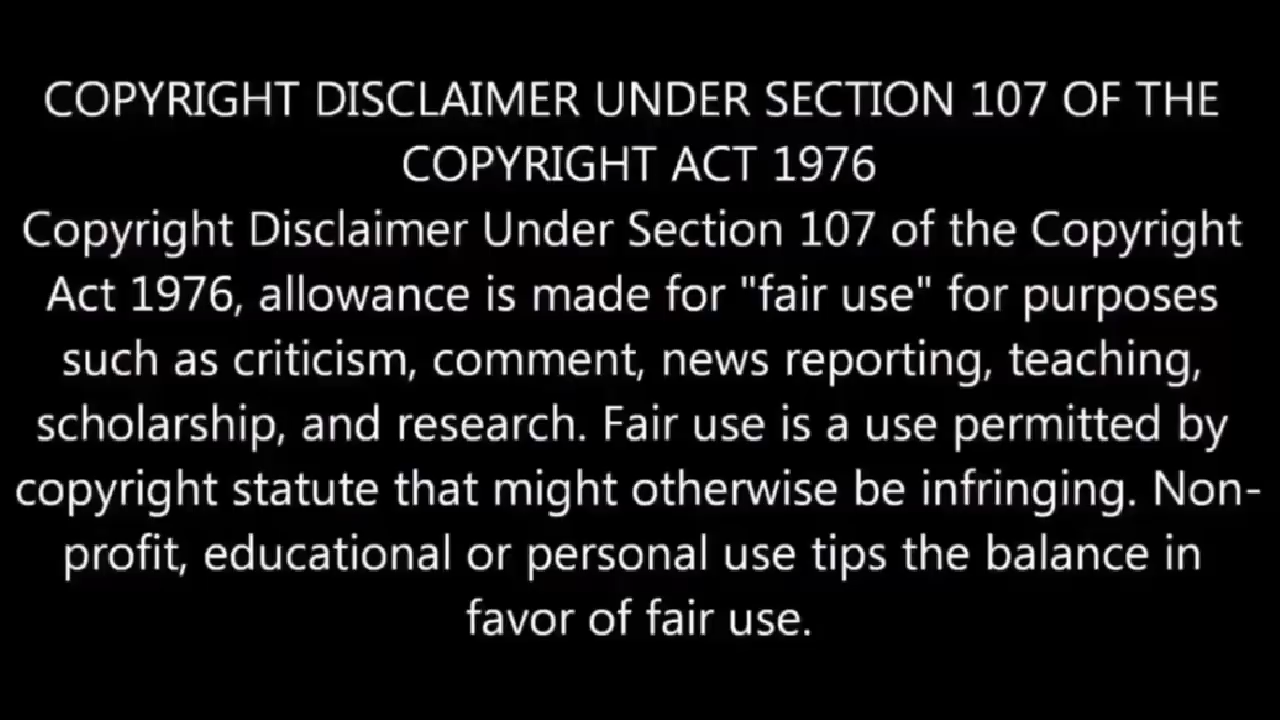 COPYRIGHT DISCLAIMER UNDER SECTION 107 OF THE
COPYRIGHT ACT 1976
Copyright Disclaimer Under Section 107 of the Copyright
Act 1976, allowance is made for "fair use" for purposes
such as criticism, comment, news reporting, teaching,
scholarship, and research. Fair use is a use permitted by
copyright statute that might otherwise be infringing. Non-
profit, educational or personal use tips the balance in
favor of fair use.